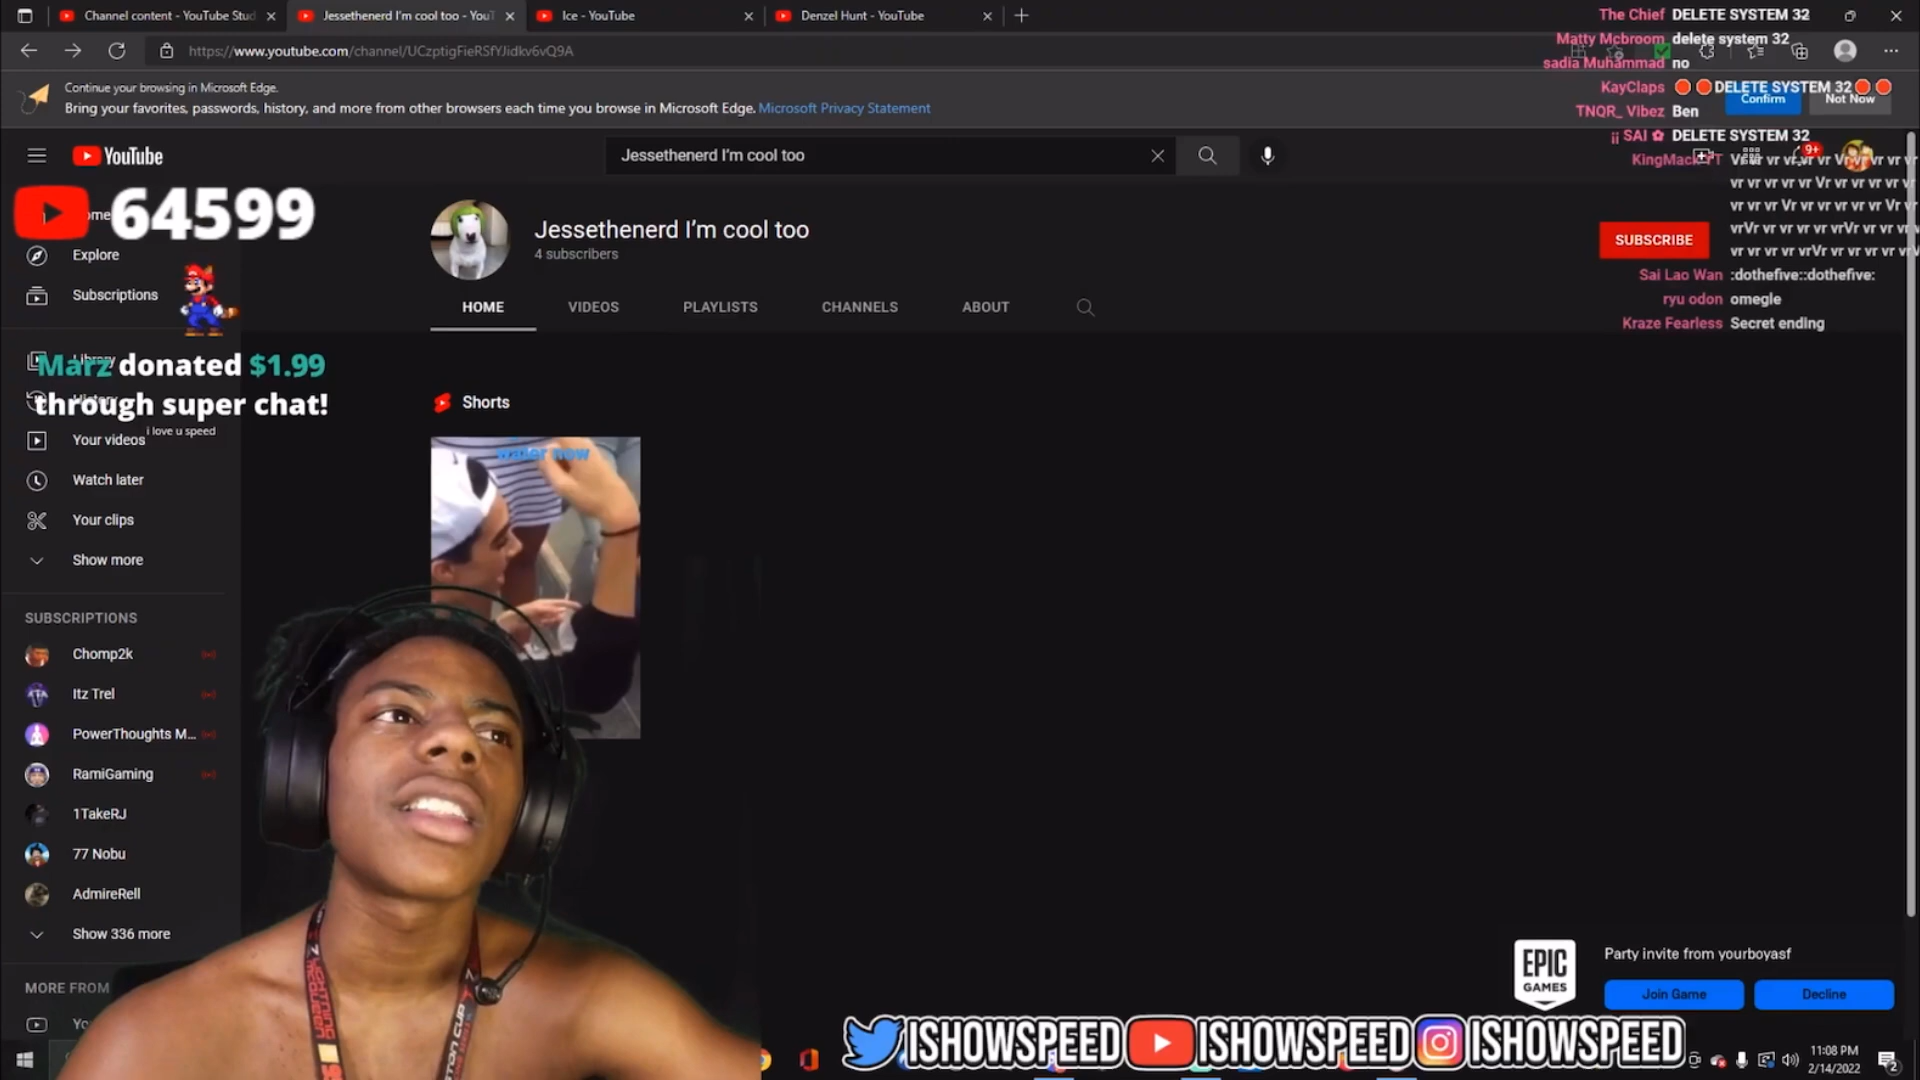 Channel content - YouTube Stud
Jessethenerd I'm cool too - YouT
Ice - YouTube
Denzel Hunt - YouTube
https://www.youtube.com/channel/UCzptigFieRSfYJidkv6vQ9A
Continue your browsing in Microsoft Edge.
Bring your favorites, passwords, history, and more from other browsers each time you browse in Microsoft Edge. Microsoft Privacy Statement
Confirm
Not Now
The Chief DELETE SYSTEM 32
Matty Mcbroom delete system 32
sadia Muhammad no
KayClaps 🛑🛑DELETE SYSTEM 32🛑🛑
TNQR_ Vibez Ben
¡¡ SAI ✿ DELETE SYSTEM 32
Sai Lao Wan :dothefive::dothefive:
ryu odon omegle
Kraze Fearless Secret ending
YouTube
Jessethenerd I'm cool too
9+
64599
Explore
Subscriptions
Marz donated $1.99
through super chat!
i love u speed
Your videos
Watch later
Your clips
Show more
SUBSCRIPTIONS
Chomp2k
Itz Trel
PowerThoughts M...
RamiGaming
1TakeRJ
77 Nobu
AdmireRell
Show 336 more
MORE FROM
Jessethenerd I'm cool too
4 subscribers
SUBSCRIBE
HOME
VIDEOS
PLAYLISTS
CHANNELS
ABOUT
Shorts
water now
EPIC
GAMES
Party invite from yourboyasf
Join Game
Decline
ISHOWSPEED
ISHOWSPEED
ISHOWSPEED
11:08 PM
2/14/2022
2